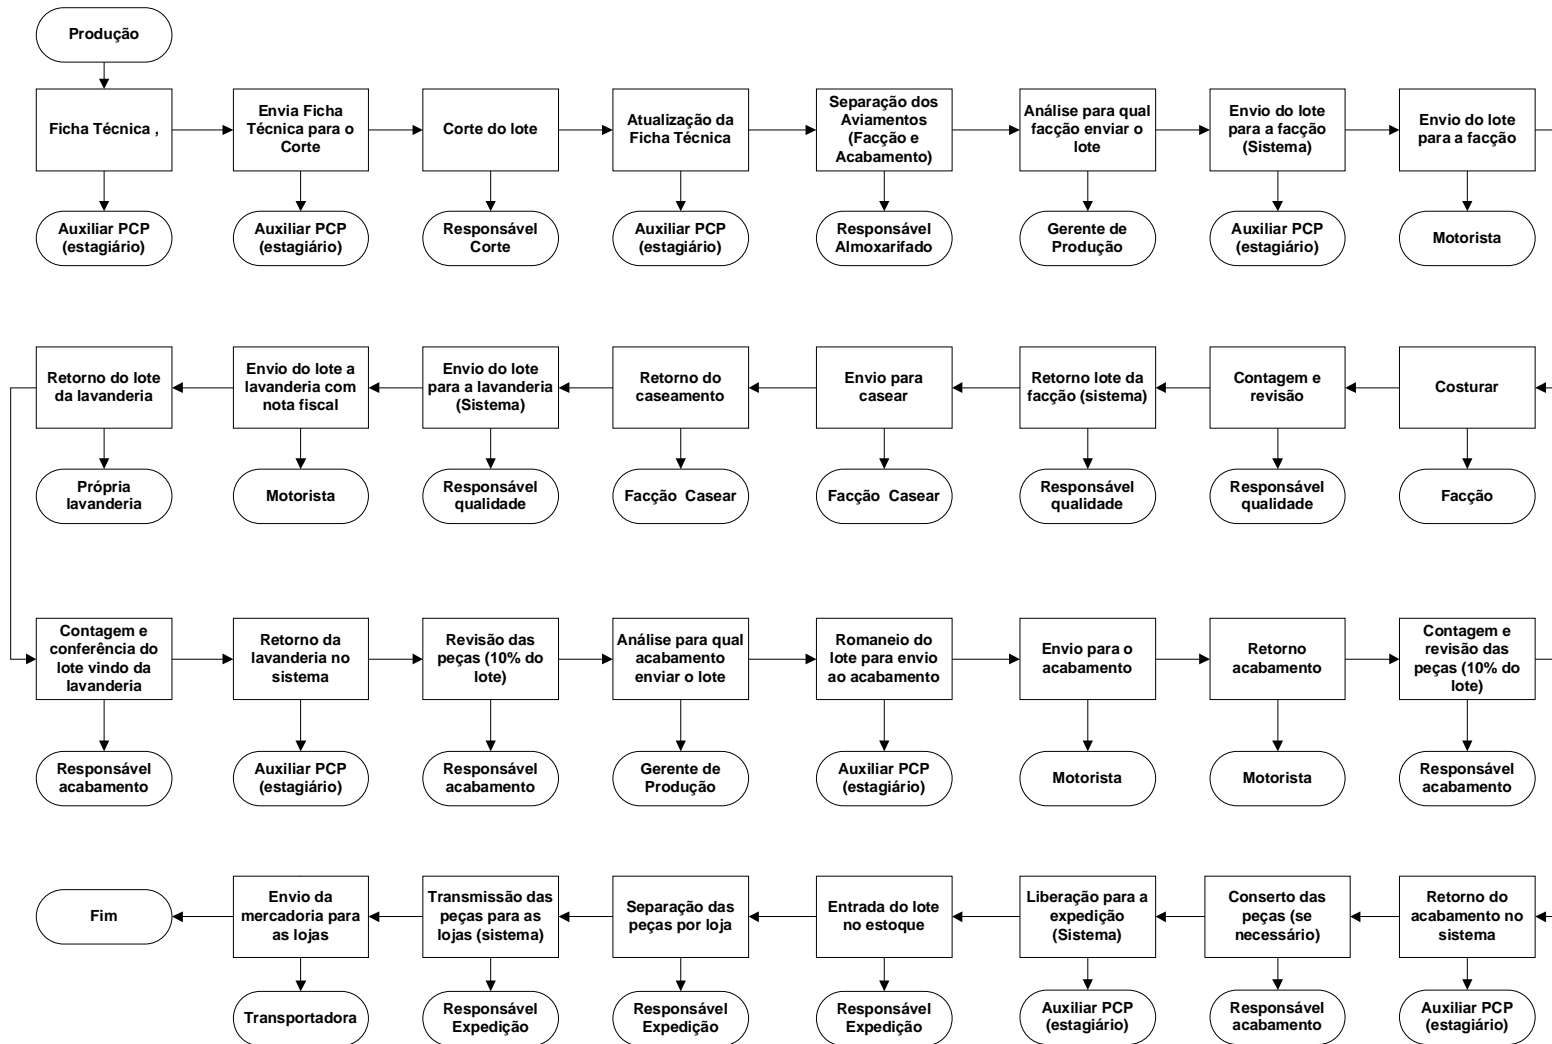 Produção
Ficha Técnica ,
Envia Ficha
Técnica para o
Corte
Corte do lote
Atualização da
Ficha Técnica
Separação dos
Aviamentos
(Facção e
Acabamento)
Análise para qual
facção enviar o
lote
Envio do lote
para a facção
(Sistema)
Envio do lote
para a facção
Auxiliar PCP
(estagiário)
Auxiliar PCP
(estagiário)
Responsável
Corte
Auxiliar PCP
(estagiário)
Responsável
Almoxarifado
Gerente de
Produção
Auxiliar PCP
(estagiário)
Motorista
Retorno do lote
da lavanderia
Envio do lote a
lavanderia com
nota fiscal
Envio do lote
para a lavanderia
(Sistema)
Retorno do
caseamento
Envio para
casear
Retorno lote da
facção (sistema)
Contagem e
revisão
Costurar
Própria
lavanderia
Motorista
Responsável
qualidade
Facção  Casear
Facção  Casear
Responsável
qualidade
Responsável
qualidade
Facção
Contagem e
conferência do
lote vindo da
lavanderia
Retorno da
lavanderia no
sistema
Revisão das
peças (10% do
lote)
Análise para qual
acabamento
enviar o lote
Romaneio do
lote para envio
ao acabamento
Envio para o
acabamento
Retorno
acabamento
Contagem e
revisão das
peças (10% do
lote)
Responsável
acabamento
Auxiliar PCP
(estagiário)
Responsável
acabamento
Gerente de
Produção
Auxiliar PCP
(estagiário)
Motorista
Motorista
Responsável
acabamento
Fim
Envio da
mercadoria para
as lojas
Transmissão das
peças para as
lojas (sistema)
Separação das
peças por loja
Entrada do lote
no estoque
Liberação para a
expedição
(Sistema)
Conserto das
peças (se
necessário)
Retorno do
acabamento no
sistema
Transportadora
Responsável
Expedição
Responsável
Expedição
Responsável
Expedição
Auxiliar PCP
(estagiário)
Responsável
acabamento
Auxiliar PCP
(estagiário)